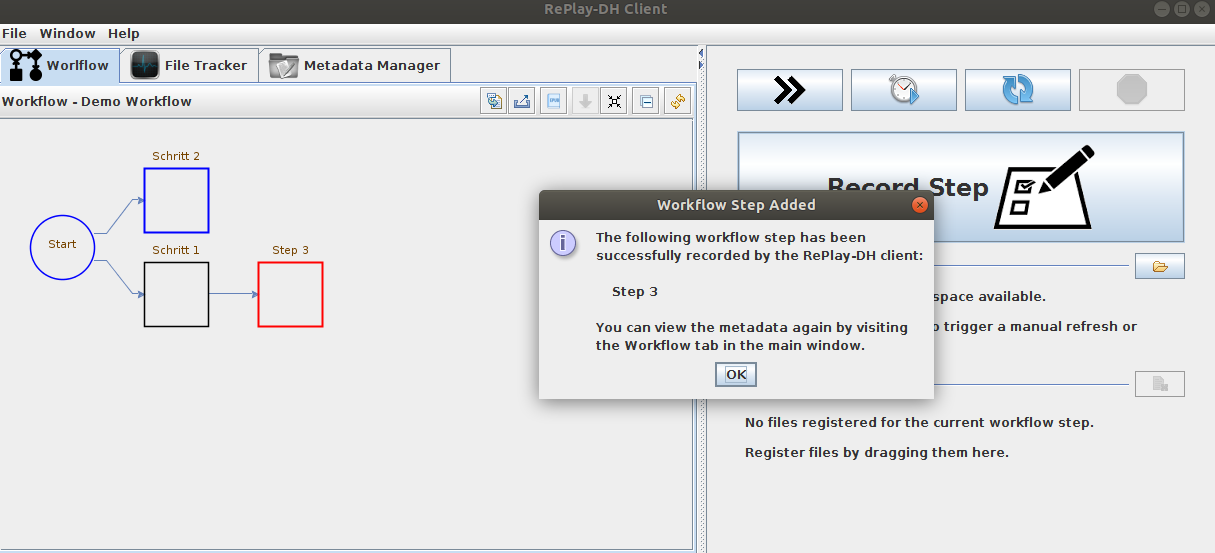 RePlay-DH Client
File Window Help
Worlflow
File Tracker
Metadata Manager
Workflow - Demo Workflow
Schritt 2
Start
Schritt 1
Step 3
Record Step
Workflow Step Added
The following workflow step has been
successfully recorded by the RePlay-DH client:
Step 3
You can view the metadata again by visiting
the Workflow tab in the main window.
OK
space available.
trigger a manual refresh or
No files registered for the current workflow step.
Register files by dragging them here.